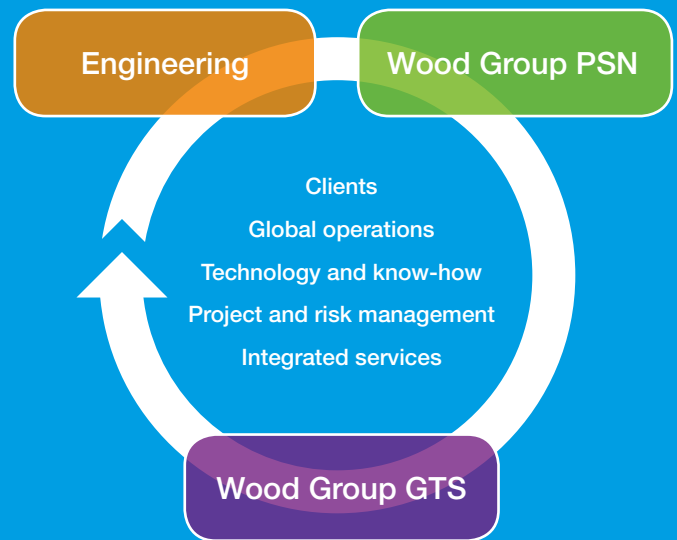 Engineering
Wood Group PSN
Clients
Global operations
Technology and know-how
Project and risk management
Integrated services
Wood Group GTS